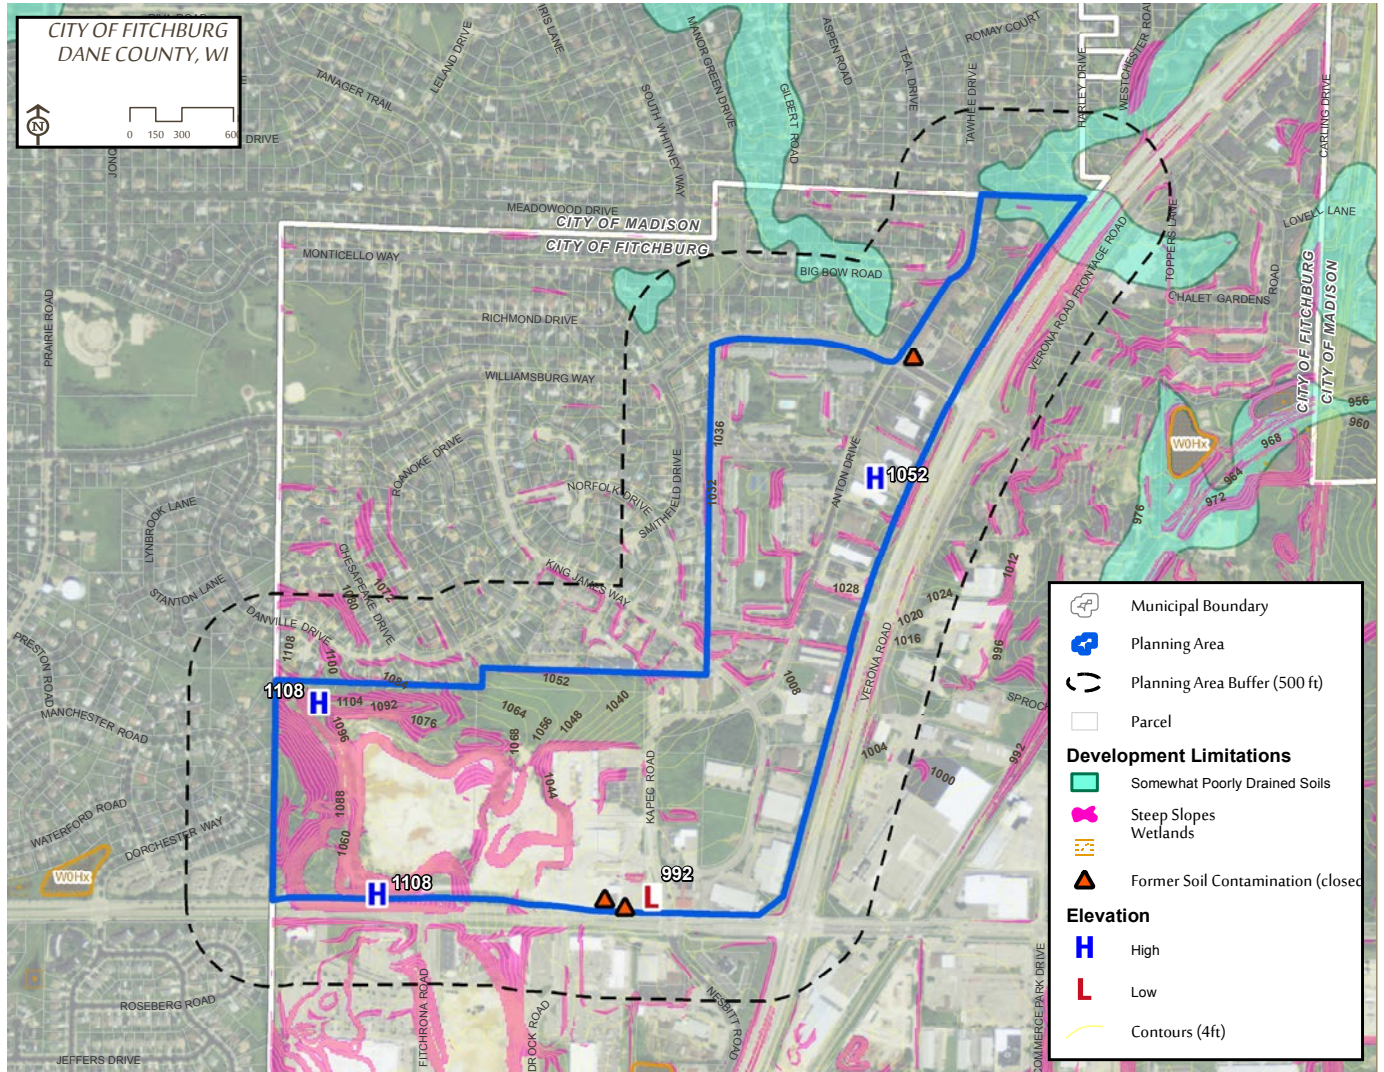 CITY OF FITCHBURG
DANE COUNTY, WI
N
0 150 300 600
DRIVE
TANAGER TRAIL
LELAND DRIVE
IRIS LANE
SOUTH WHITNEY WAY
MANOR GREEN DRIVE
GILBERT ROAD
ASPEN ROAD
TEAL DRIVE
ROMAY COURT
TAWHEE DRIVE
HARLEY DRIVE
WESTCHESTER ROAD
CARLING DRIVE
MEADOWOOD DRIVE
CITY OF MADISON
CITY OF FITCHBURG
MONTICELLO WAY
BIG BOW ROAD
TOPPERS LANE
LOVELL LANE
CHALET GARDENS ROAD
VERONA ROAD FRONTAGE ROAD
CITY OF FITCHBURG
CITY OF MADISON
PRAIRIE ROAD
RICHMOND DRIVE
WILLIAMSBURG WAY
ROANOKE DRIVE
NORFOLK DRIVE
SMITHFIELD DRIVE
1036
1032
ANTON DRIVE
H 1052
W0Hx
956
960
968
964
972
976
LYNBROOK LANE
STANTON LANE
CHESAPEAKE DRIVE
1080
KING JAMES WAY
DANVILLE DRIVE
1028
1024
1020
1016
1012
996
VERONA ROAD
1108
1100
1084
1052
1008
PRESTON ROAD
MANCHESTER ROAD
1108
H
1104
1092
1076
1096
1064
1068
1056
1048
1040
1004
1000
992
1088
1060
1044
KAPEC ROAD
WATERFORD ROAD
DORCHESTER WAY
W0Hx
H 1108
L 992
ROSEBERG ROAD
JEFFERS DRIVE
FITCHRONA ROAD
DROCK ROAD
NESBITT ROAD
OMMERCE PARK DRIVE
SPROC
Municipal Boundary
Planning Area
Planning Area Buffer (500 ft)
Parcel
Development Limitations
Somewhat Poorly Drained Soils
Steep Slopes
Wetlands
Former Soil Contamination (closed
Elevation
H High
L Low
Contours (4ft)